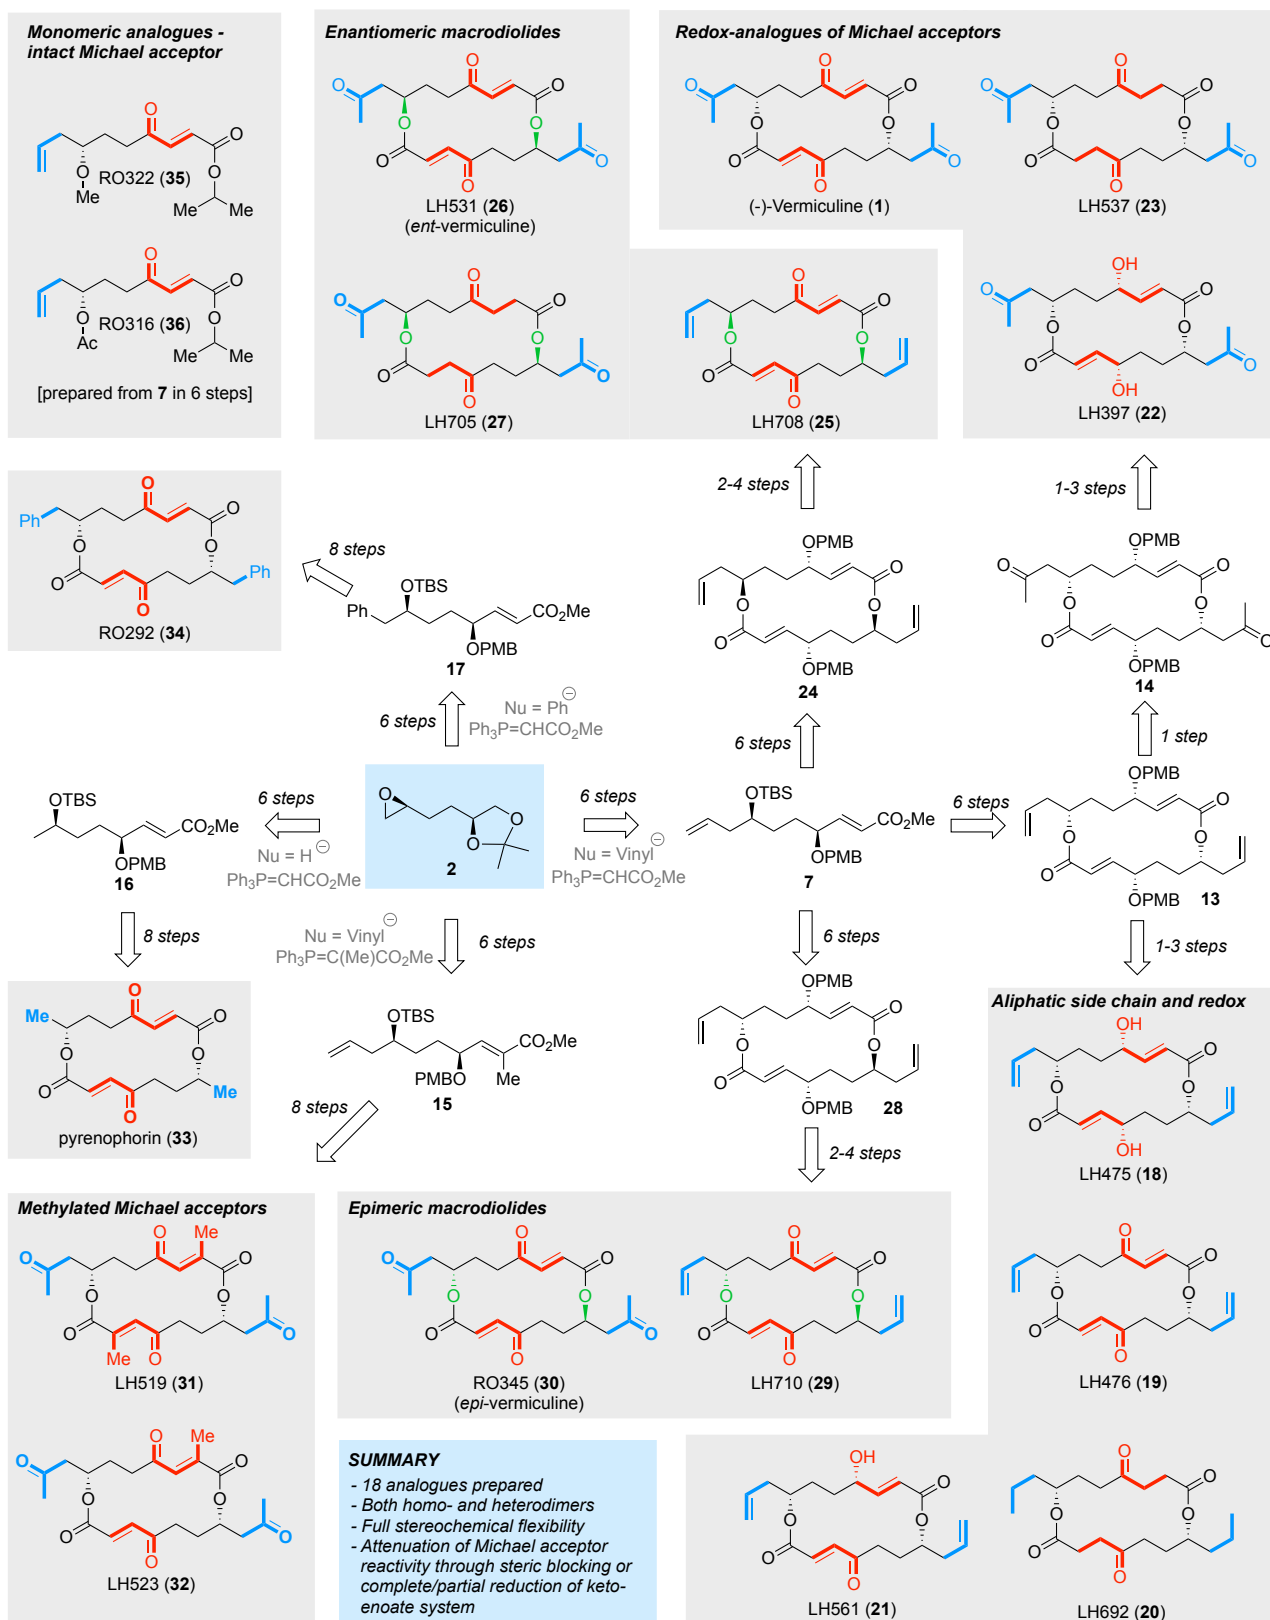 Monomeric analogues -
intact Michael acceptor
O
O
O
O
Me
Me
Me
RO322 (35)
O
O
O
O
Ac
Me
Me
RO316 (36)
[prepared from 7 in 6 steps]
Enantiomeric macrodiolides
O
O
O
O
O
O
O
O
LH531 (26)
(ent-vermiculine)
O
O
O
O
O
O
O
O
LH705 (27)
Redox-analogues of Michael acceptors
O
O
O
O
O
O
O
O
(-)-Vermiculine (1)
O
O
O
O
O
O
O
O
LH537 (23)
O
O
O
O
O
O
LH708 (25)
OH
O
O
O
O
O
O
OH
LH397 (22)
O
O
O
O
O
O
Ph
Ph
RO292 (34)
8 steps
OTBS
Ph
CO2Me
OPMB
17
2-4 steps
OPMB
O
O
O
O
OPMB
24
1-3 steps
OPMB
O
O
O
O
O
O
OPMB
14
6 steps
Nu = Ph ⊖
Ph3P=CHCO2Me
6 steps
1 step
OTBS
CO2Me
OPMB
16
6 steps
Nu = H ⊖
Ph3P=CHCO2Me
O
O
O
2
6 steps
Nu = Vinyl ⊖
Ph3P=CHCO2Me
OTBS
CO2Me
OPMB
7
6 steps
OPMB
O
O
O
O
OPMB
13
8 steps
Nu = Vinyl ⊖
Ph3P=C(Me)CO2Me
6 steps
6 steps
1-3 steps
O
Me
O
O
O
O
Me
O
pyrenophorin (33)
OTBS
CO2Me
PMBO
Me
15
8 steps
OPMB
O
O
O
O
OPMB
28
2-4 steps
Aliphatic side chain and redox
OH
O
O
O
O
OH
LH475 (18)
O
O
O
O
O
O
LH476 (19)
Methylated Michael acceptors
O
Me
O
O
O
O
O
Me
O
O
LH519 (31)
O
Me
O
O
O
O
O
O
O
LH523 (32)
Epimeric macrodiolides
O
O
O
O
O
O
O
O
RO345 (30)
(epi-vermiculine)
O
O
O
O
O
O
LH710 (29)
SUMMARY
- 18 analogues prepared
- Both homo- and heterodimers
- Full stereochemical flexibility
- Attenuation of Michael acceptor
reactivity through steric blocking or
complete/partial reduction of keto-
enoate system
OH
O
O
O
O
O
LH561 (21)
O
O
O
O
O
O
LH692 (20)